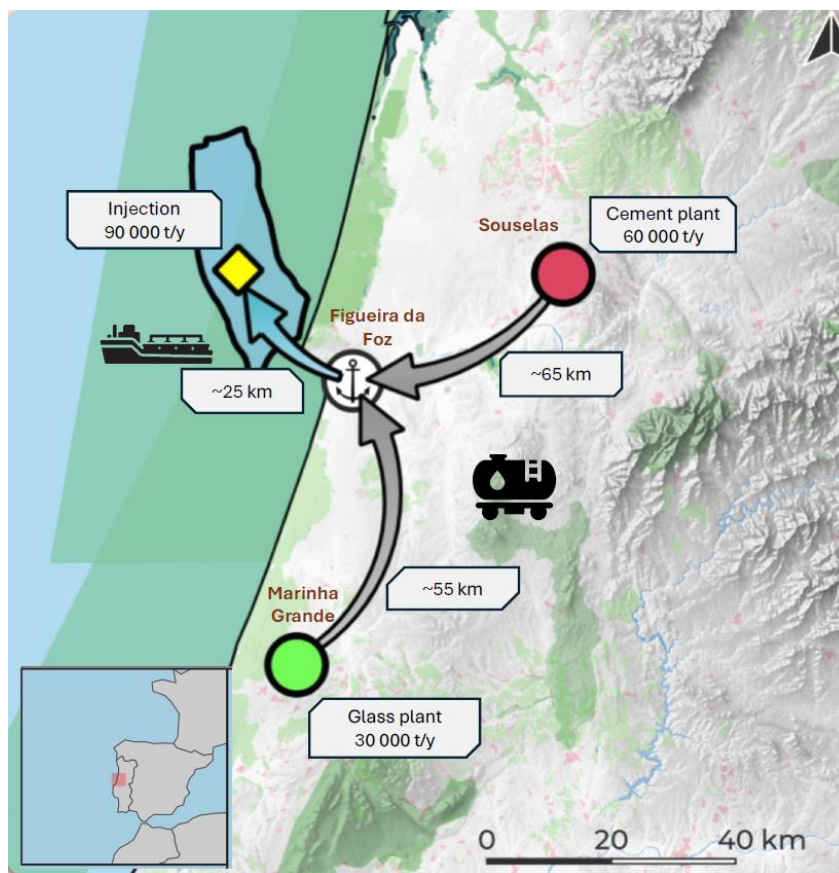 Injection
90 000 t/y
Souselas
Cement plant
60 000 t/y
Figueira da
Foz
~25 km
~65 km
~55 km
Marinha
Grande
Glass plant
30 000 t/y
0 20 40 km